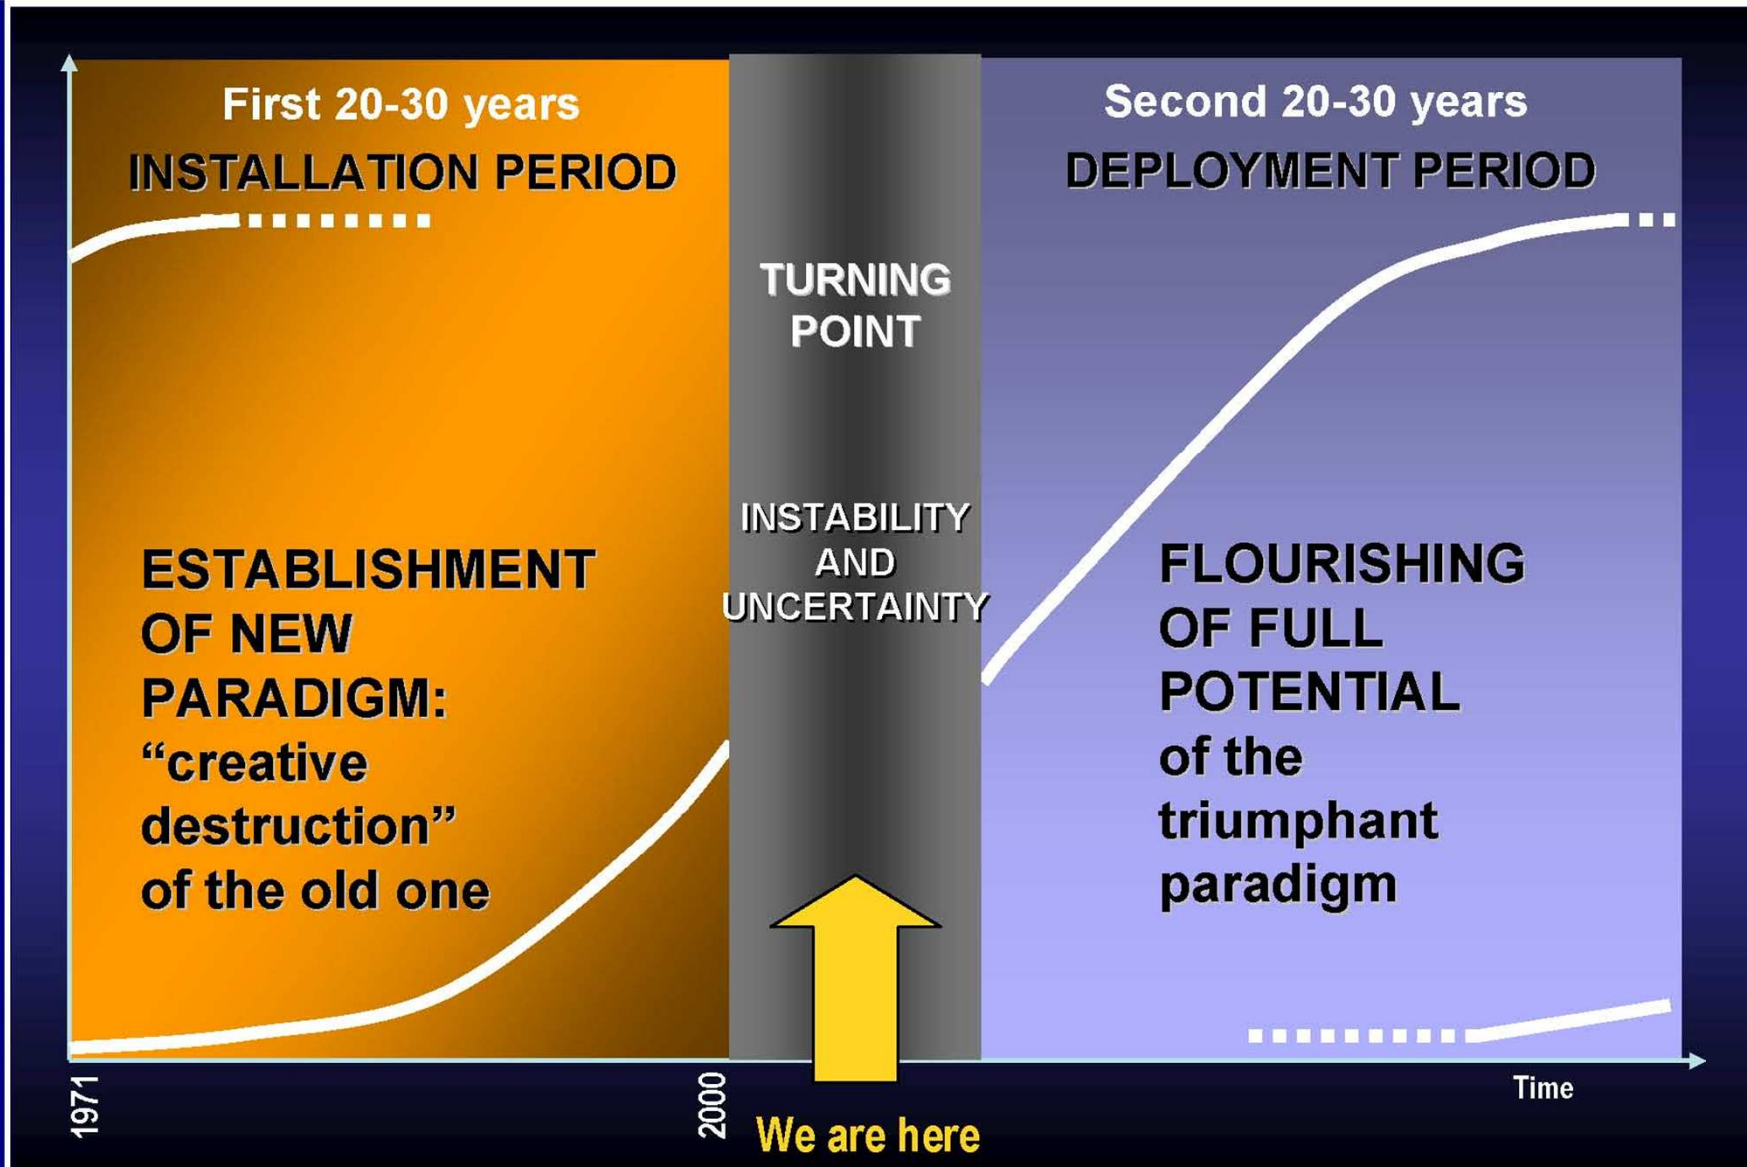 First 20-30 years
INSTALLATION PERIOD
ESTABLISHMENT
OF NEW
PARADIGM:
“creative
destruction”
of the old one
TURNING
POINT
INSTABILITY
AND
UNCERTAINTY
Second 20-30 years
DEPLOYMENT PERIOD
FLOURISHING
OF FULL
POTENTIAL
of the
triumphant
paradigm
1971
2000
We are here
Time